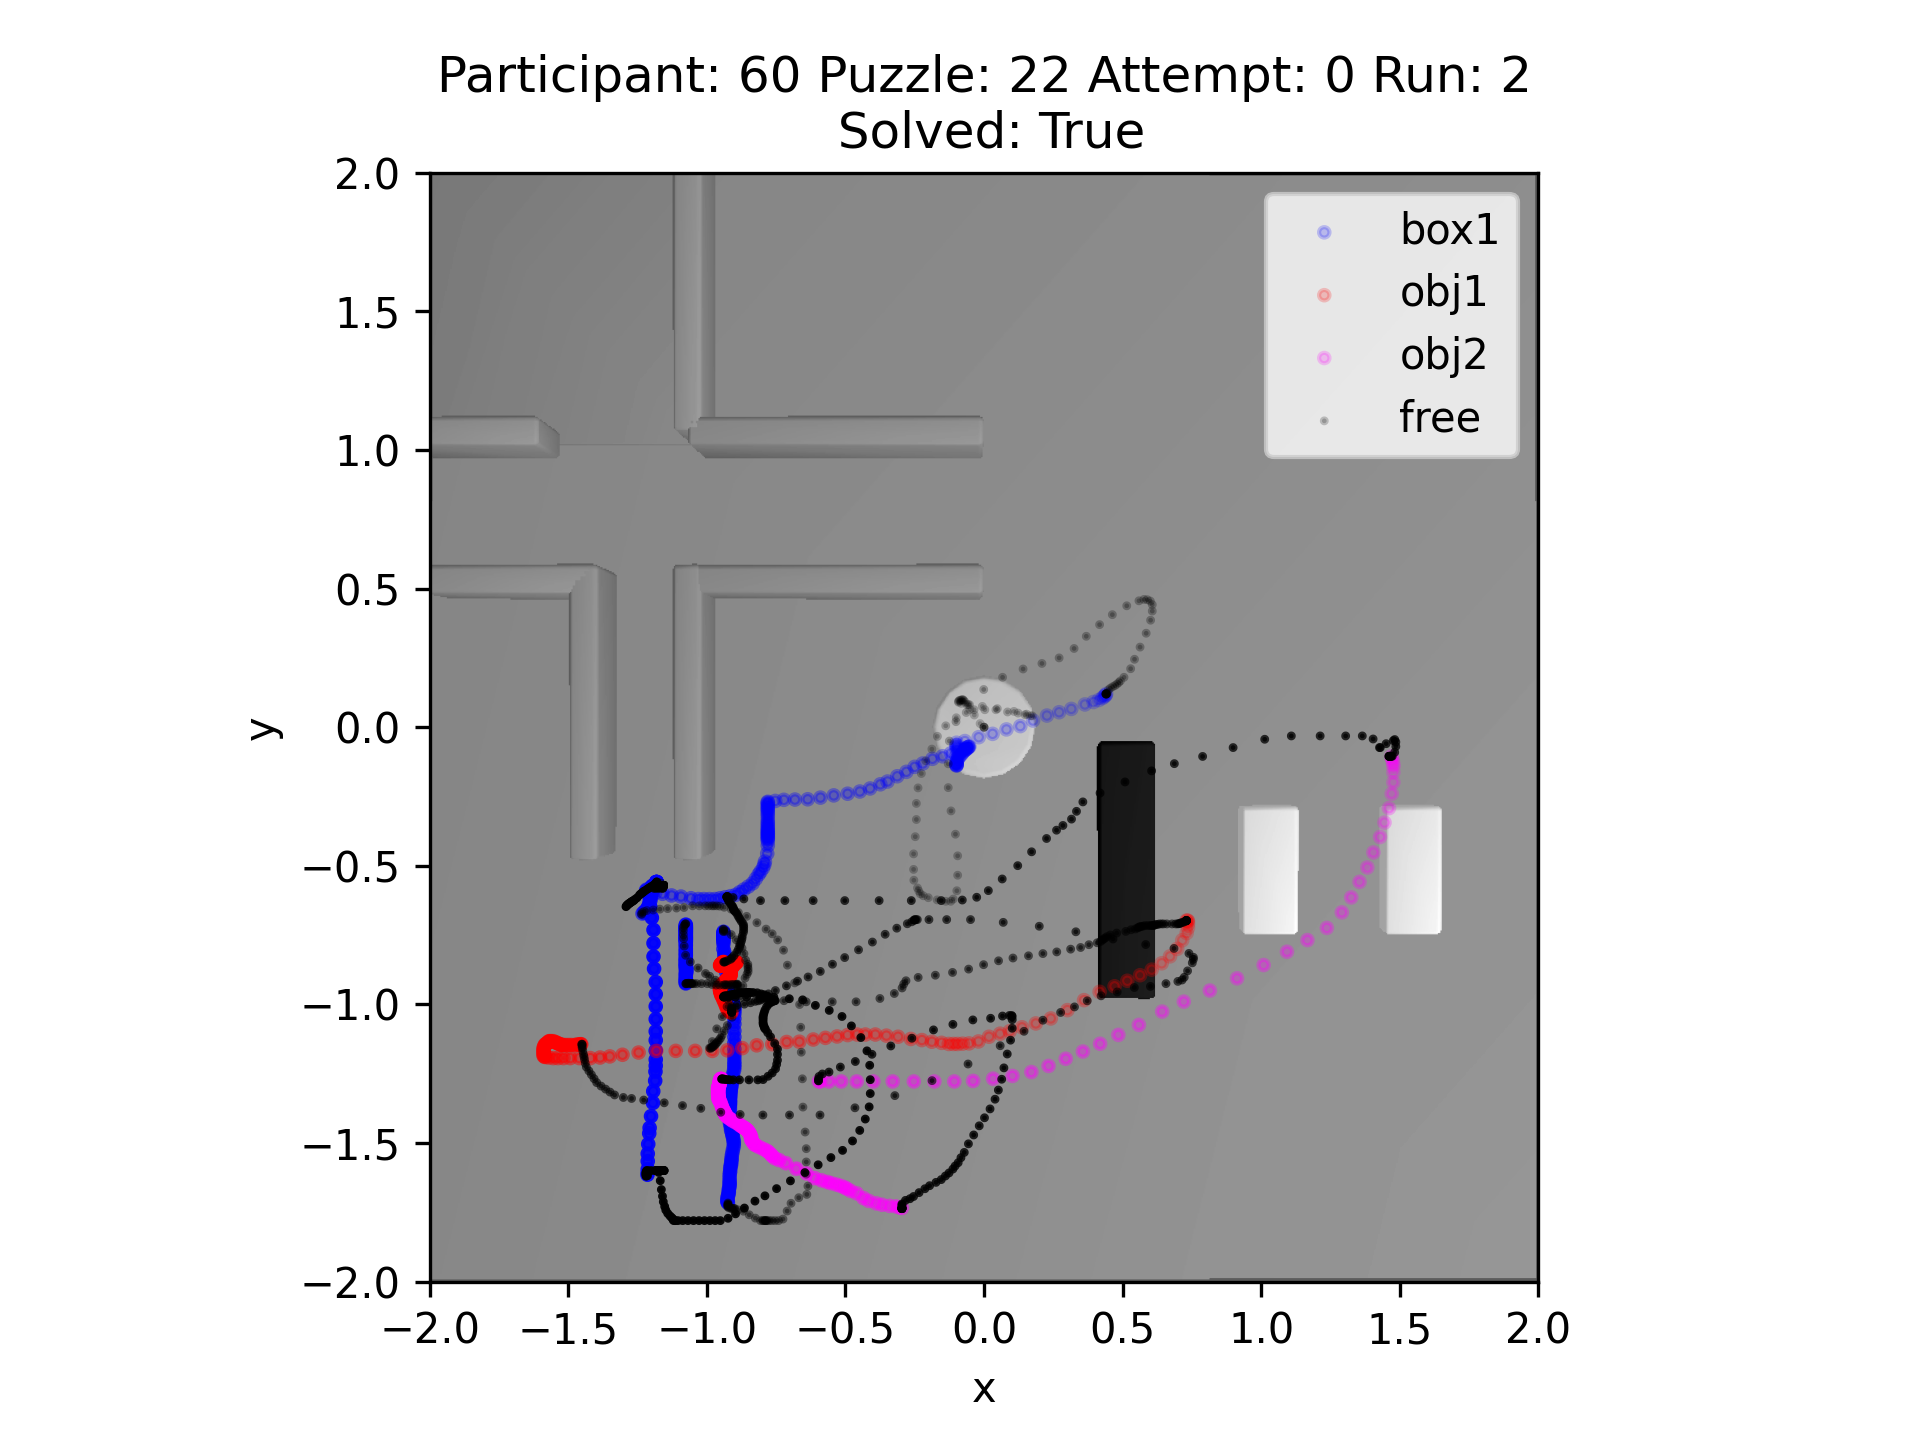 Participant: 60 Puzzle: 22 Attempt: 0 Run: 2
Solved: True
2.0
1.5
1.0
0.5
0.0
−0.5
−1.0
−1.5
−2.0
y
box1
obj1
obj2
free
−2.0 −1.5 −1.0 −0.5 0.0 0.5 1.0 1.5 2.0
x